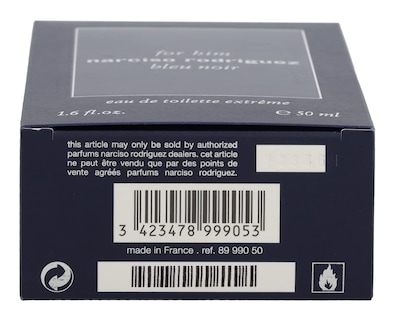 for him
narciso rodriguez
bleu noir
eau de toilette extrême
1.6 fl.oz. ℮ 50 ml
this article may only be sold by authorized
parfums narciso rodriguez dealers. cet article
ne peut être vendu que par des points de
vente agréés parfums narciso rodriguez.
3 423478 999053
made in France . ref. 89 990 50